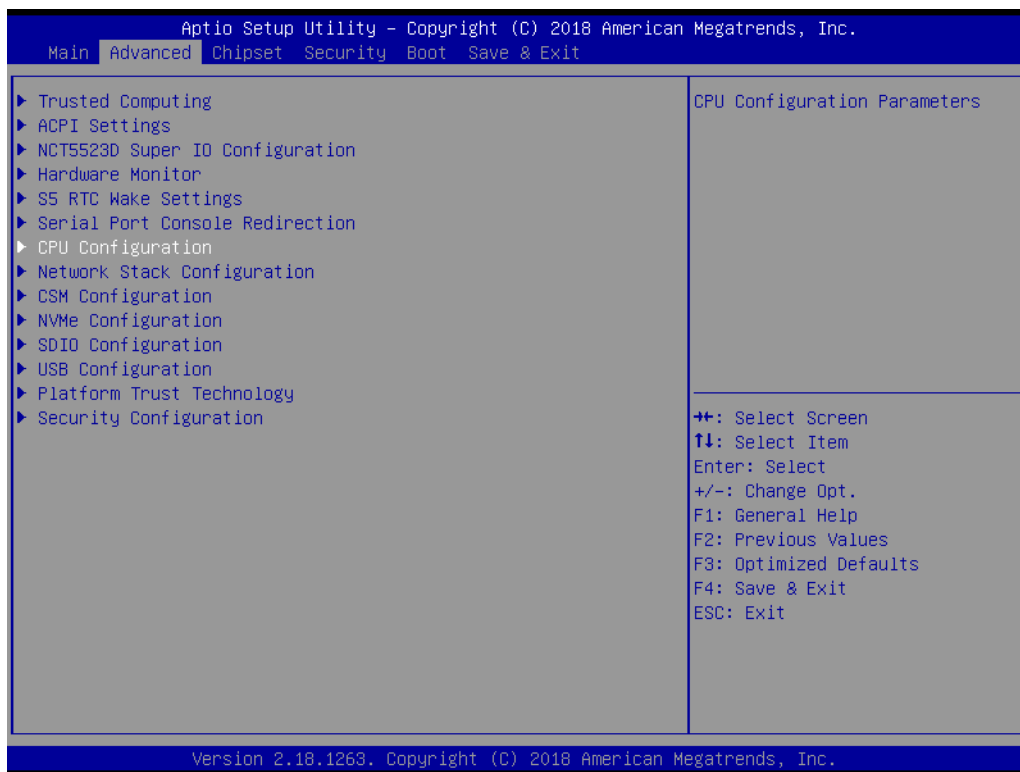 Aptio Setup Utility – Copyright (C) 2018 American Megatrends, Inc.
Main Advanced Chipset Security Boot Save & Exit
Trusted Computing
ACPI Settings
NCT5523D Super IO Configuration
Hardware Monitor
S5 RTC Wake Settings
Serial Port Console Redirection
CPU Configuration
Network Stack Configuration
CSM Configuration
NVMe Configuration
SDIO Configuration
USB Configuration
Platform Trust Technology
Security Configuration
CPU Configuration Parameters
→←: Select Screen
↑↓: Select Item
Enter: Select
+/-: Change Opt.
F1: General Help
F2: Previous Values
F3: Optimized Defaults
F4: Save & Exit
ESC: Exit
Version 2.18.1263. Copyright (C) 2018 American Megatrends, Inc.